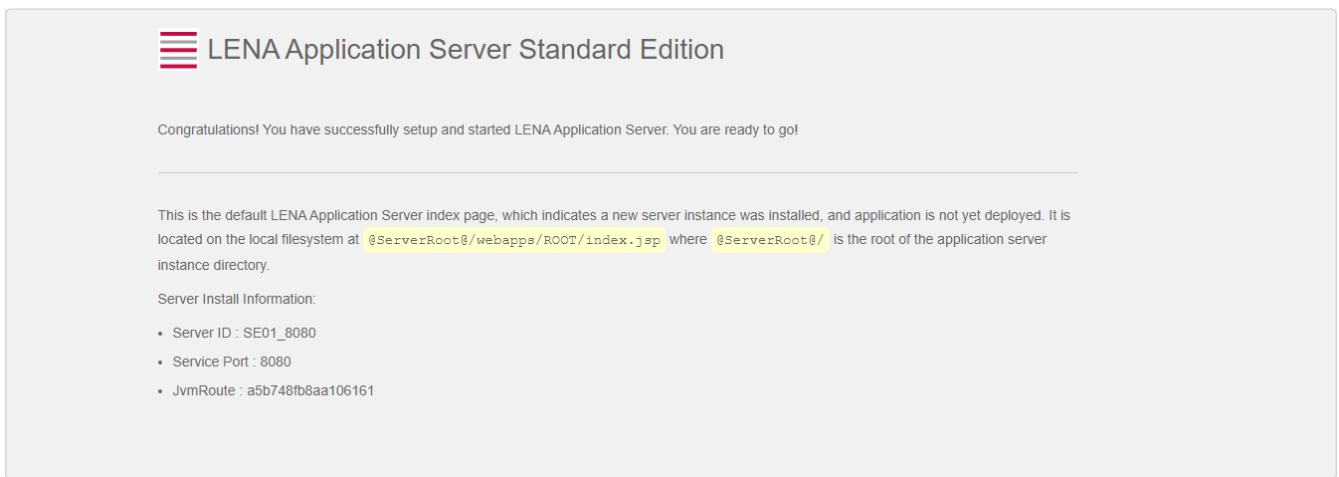 LENA Application Server Standard Edition
Congratulations! You have successfully setup and started LENA Application Server. You are ready to go!
This is the default LENA Application Server index page, which indicates a new server instance was installed, and application is not yet deployed. It is
located on the local filesystem at @ServerRoot@/webapps/ROOT/index.jsp where @ServerRoot@/ is the root of the application server
instance directory.
Server Install Information:
• Server ID : SE01_8080
• Service Port : 8080
• JvmRoute : a5b748fb8aa106161